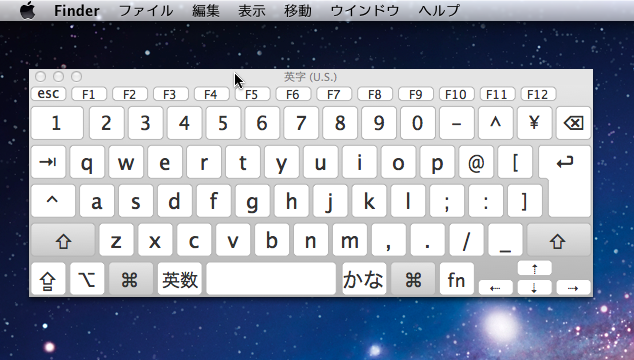 Finder ファイル 編集 表示 移動 ウインドウ ヘルプ
英字 (U.S.)
esc F1 F2 F3 F4 F5 F6 F7 F8 F9 F10 F11 F12
1 2 3 4 5 6 7 8 9 0 - ^ ¥ ⌫
⇥ q w e r t y u i o p @ [ ↩
^ a s d f g h j k l ; : ]
⇧ z x c v b n m , . / _ ⇧
⇪ ⌥ ⌘ 英数 かな ⌘ fn ⇠ ⇡ ⇣ ⇢